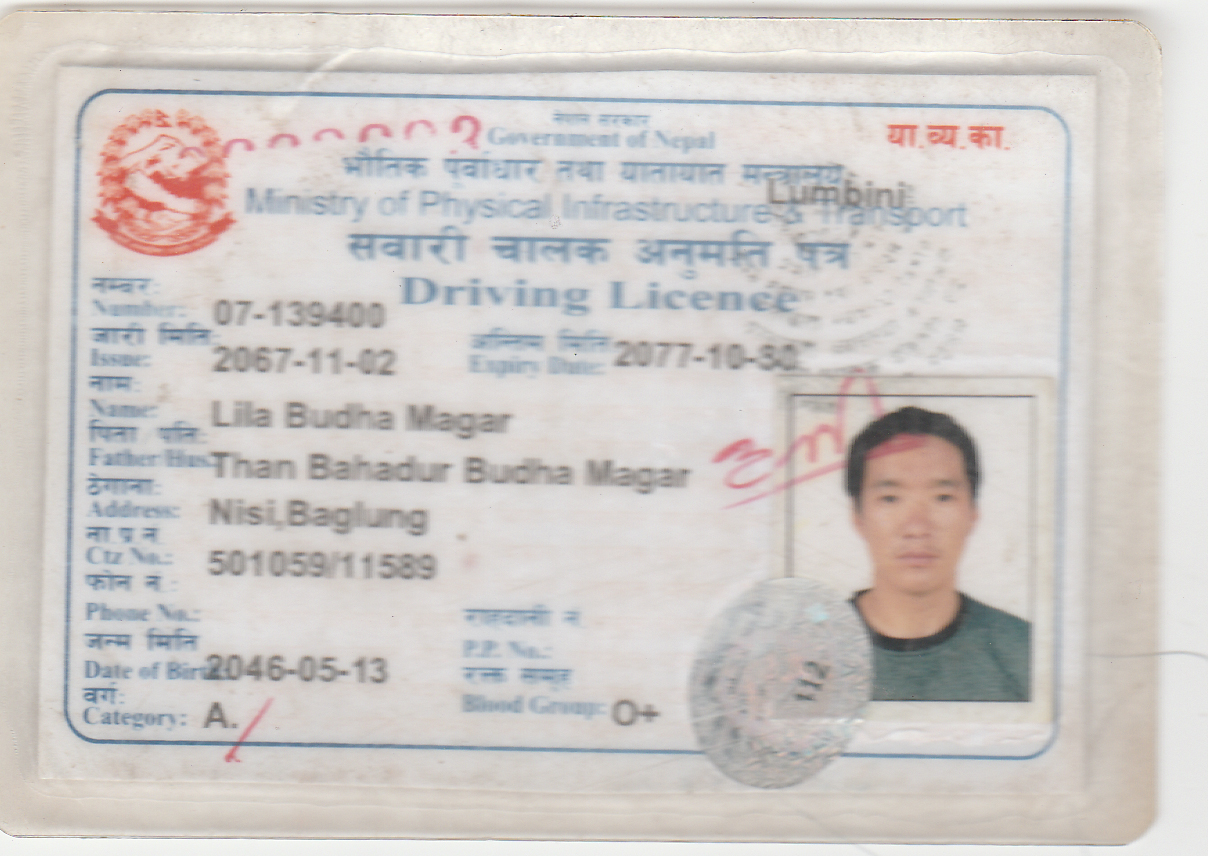 नेपाल सरकार
Government of Nepal
या.व्य.का.
भौतिक पूर्वाधार तथा यातायात मन्त्रालय
Lumbini
Ministry of Physical Infrastructure & Transport
सवारी चालक अनुमति पत्र
Driving Licence
नम्बर:
Number: 07-139400
जारी मिति: अन्तिम मिति:
Issue: 2067-11-02 Expiry Date: 2077-10-30
नाम:
Name: Lila Budha Magar
पिता/पति:
Father/Hus Than Bahadur Budha Magar
ठेगाना:
Address: Nisi,Baglung
ना.प्र.नं.
Ctz No.: 501059/11589
फोन नं.:
Phone No.: राहदानी नं.
P.P. No.:
जन्म मिति
Date of Birth: 2046-05-13
रक्त समुह
वर्ग:
Category: A. Blood Group: O+
112